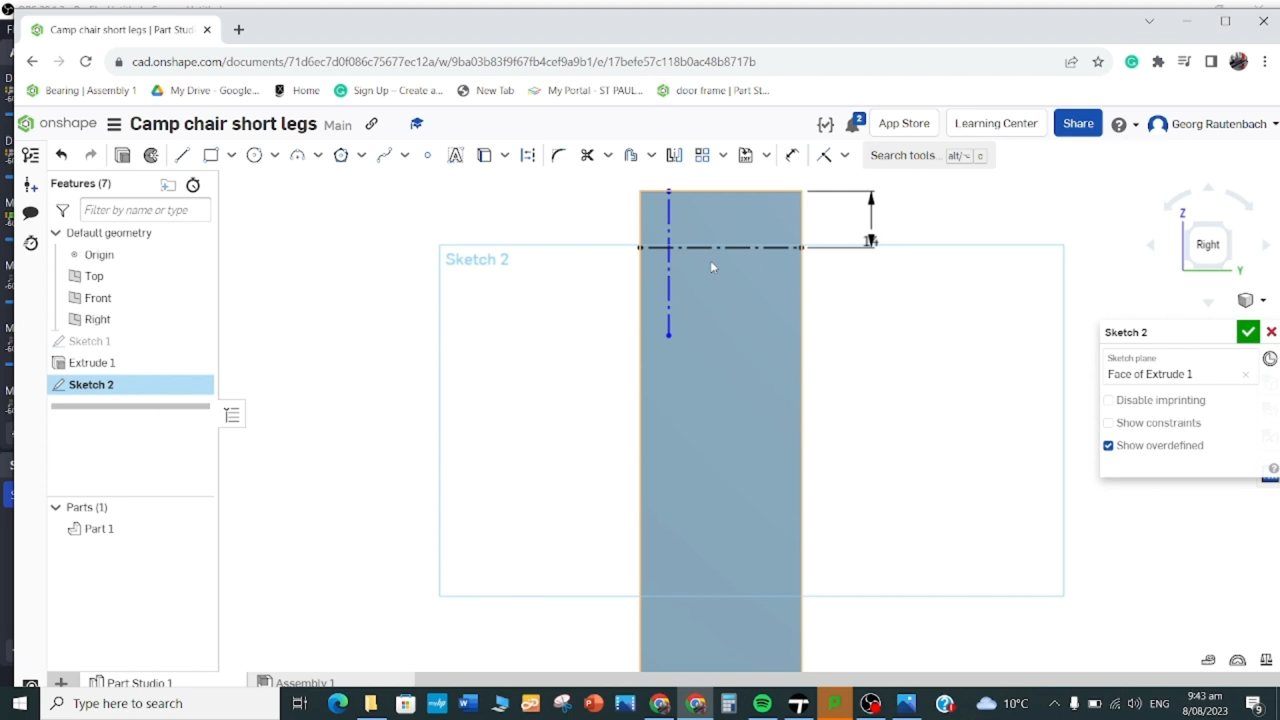 Camp chair short legs | Part Studi
cad.onshape.com/documents/71d6ec7d0f086c75677ec12a/w/9ba03b83f9f67fb4cef9a9b1/e/17befe57c118b0ac48b8717b
Bearing | Assembly 1
My Drive - Google...
Home
Sign Up – Create a...
New Tab
My Portal - ST PAUL...
door frame | Part St...
onshape
Camp chair short legs
Main
2
App Store
Learning Center
Share
Georg Rautenbach
Search tools...
alt/⌥
c
Features (7)
Filter by name or type
Default geometry
Origin
Top
Front
Right
Sketch 1
Extrude 1
Sketch 2
Parts (1)
Part 1
Sketch 2
Z
Right
Y
Sketch 2
Sketch plane
Face of Extrude 1
Disable imprinting
Show constraints
Show overdefined
Part Studio 1
Assembly 1
Type here to search
10°C
ENG
9:43 am
8/08/2023